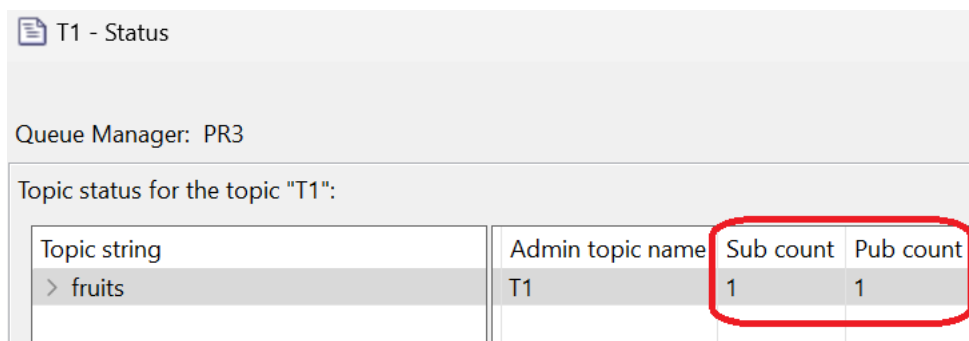 T1 - Status
Queue Manager: PR3
Topic status for the topic "T1":
Topic string Admin topic name Sub count Pub count
> fruits T1 1 1